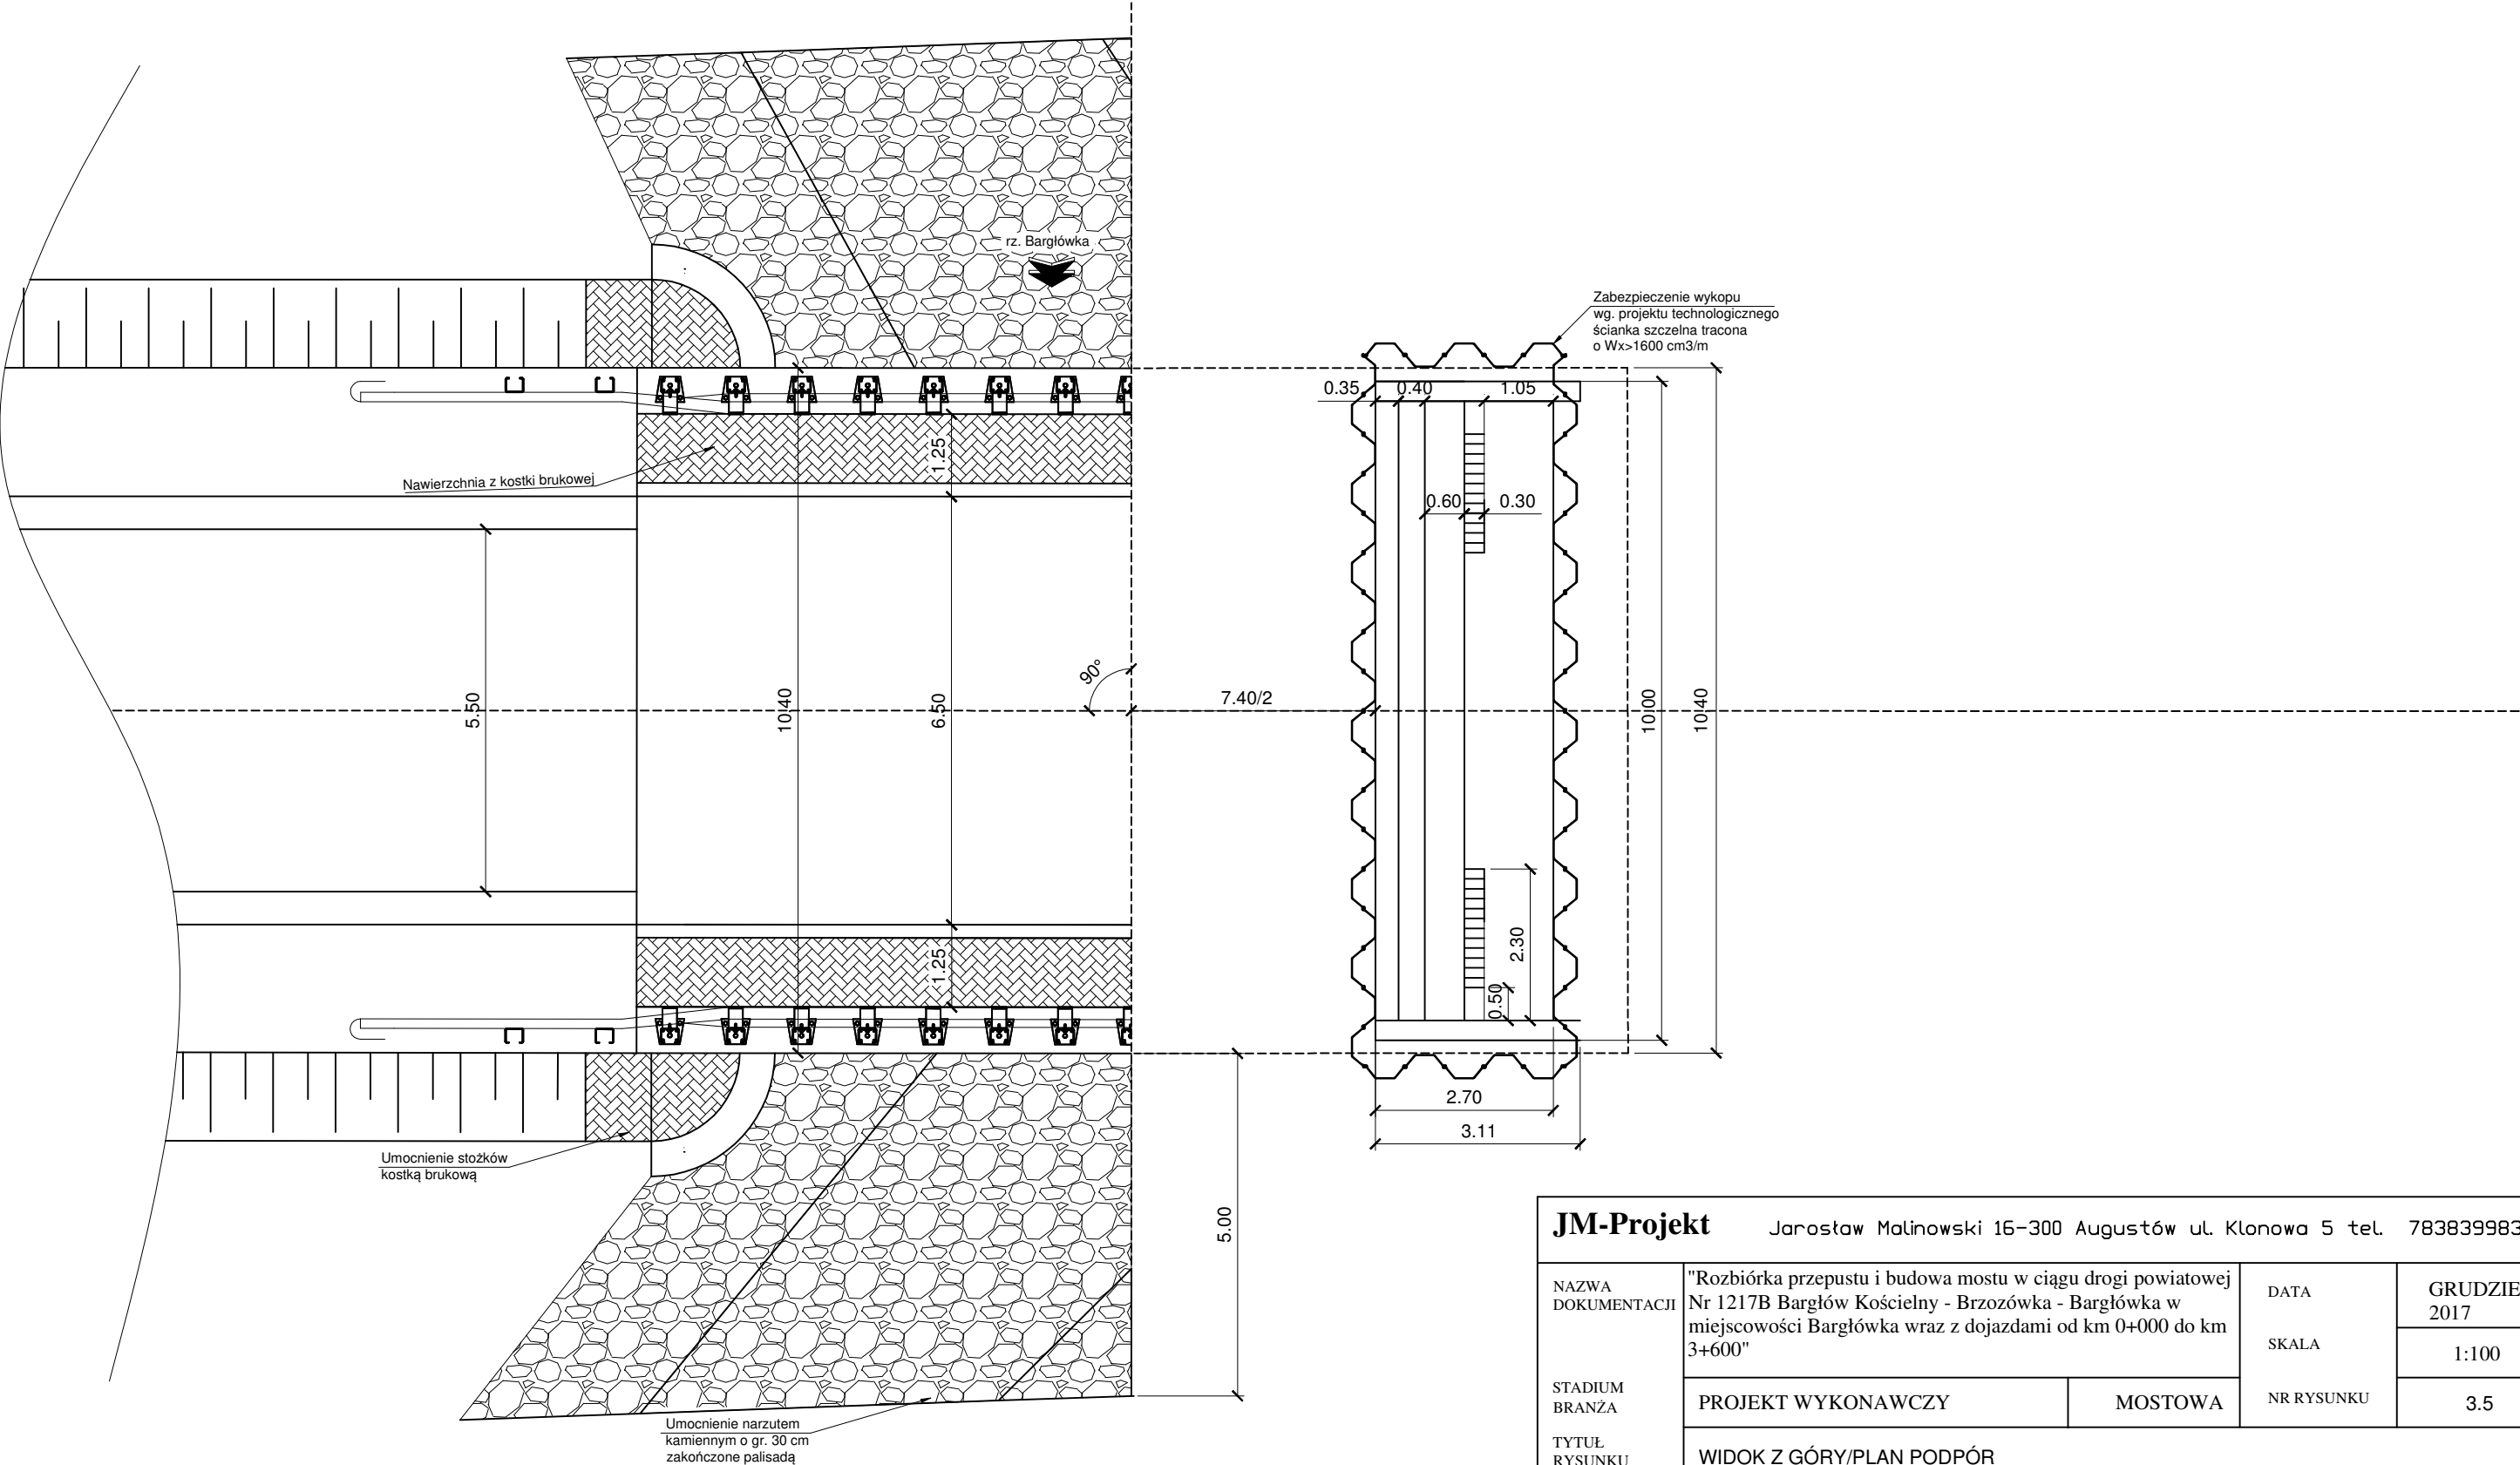 rz. Bargłówka
Zabezpieczenie wykopu
wg. projektu technologicznego
ścianka szczelna tracona
o Wx>1600 cm3/m
0.35
0.40
1.05
Nawierzchnia z kostki brukowej
1.25
0.60
0.30
90°
5.50
10.40
6.50
7.40/2
10.00
10.40
1.25
2.30
0.50
2.70
3.11
Umocnienie stożków
kostką brukową
5.00
Umocnienie narzutem
kamiennym o gr. 30 cm
zakończone palisadą
JM-Projekt Jarosław Malinowski 16-300 Augustów ul. Klonowa 5 tel. 783839983
NAZWA
DOKUMENTACJI
"Rozbiórka przepustu i budowa mostu w ciągu drogi powiatowej
Nr 1217B Bargłów Kościelny - Brzozówka - Bargłówka w
miejscowości Bargłówka wraz z dojazdami od km 0+000 do km
3+600"
DATA
GRUDZIE
2017
SKALA
1:100
STADIUM
BRANŻA
PROJEKT WYKONAWCZY
MOSTOWA
NR RYSUNKU
3.5
TYTUŁ
RYSUNKU
WIDOK Z GÓRY/PLAN PODPÓR